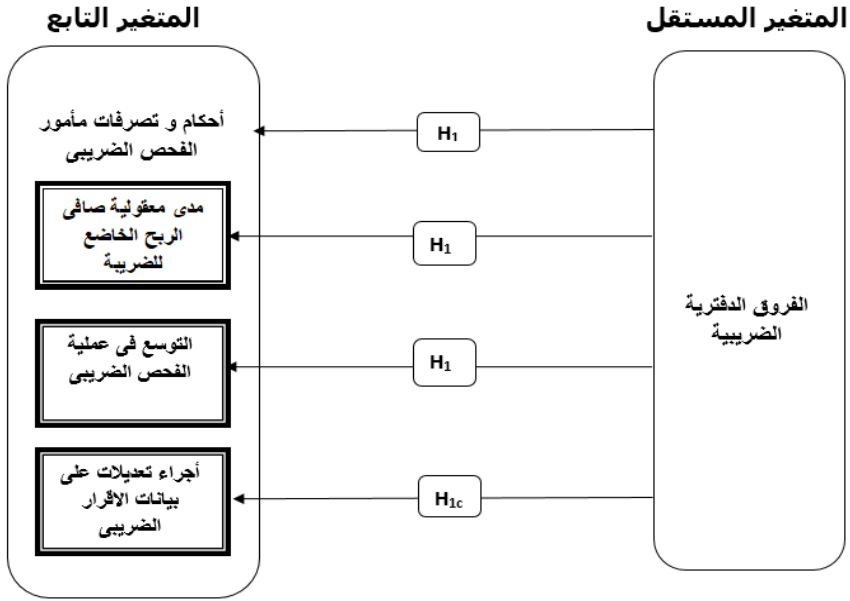 المتغير المستقل
المتغير التابع
الفروق الدفترية
الضريبية
H₁
أحكام و تصرفات مأمور
الفحص الضريبى
H₁
مدى معقولية صافى
الربح الخاضع
للضريبة
H₁
التوسع فى عملية
الفحص الضريبى
H₁c
أجراء تعديلات على
بيانات الاقرار
الضريبى